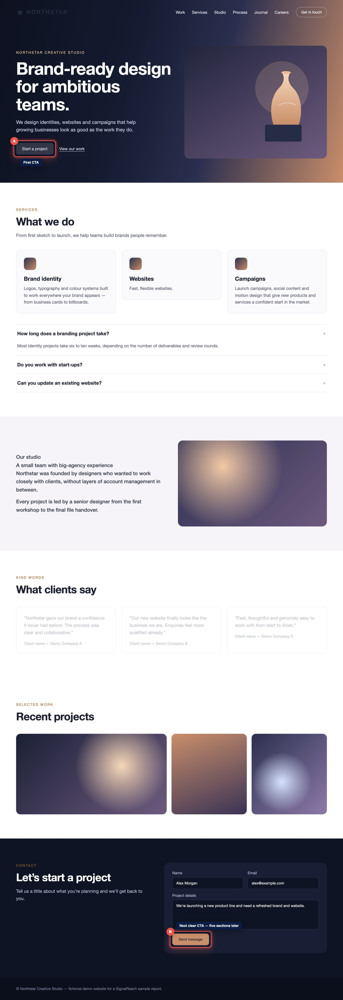 NORTHSTAR
Work Services Studio Process Journal Careers Get in touch
NORTHSTAR CREATIVE STUDIO
Brand-ready design
for ambitious
teams.
We design identities, websites and campaigns that help
growing businesses look as good as the work they do.
A
Start a project
View our work
First CTA
SERVICES
What we do
From first sketch to launch, we help teams build brands people remember.
Brand identity
Logos, typography and colour systems built
to work everywhere your brand appears —
from business cards to billboards.
Websites
Fast, flexible websites.
Campaigns
Launch campaigns, social content and
motion design that give new products and
services a confident start in the market.
How long does a branding project take? +
Most identity projects take six to ten weeks, depending on the number of deliverables and review rounds.
Do you work with start-ups? +
Can you update an existing website? +
Our studio
A small team with big-agency experience
Northstar was founded by designers who wanted to work
closely with clients, without layers of account management in
between.
Every project is led by a senior designer from the first
workshop to the final file handover.
KIND WORDS
What clients say
“Northstar gave our brand a confidence
it never had before. The process was
clear and collaborative.”
Client name — Demo Company A
“Our new website finally looks like the
business we are. Enquiries feel more
qualified already.”
Client name — Demo Company B
“Fast, thoughtful and genuinely easy to
work with from start to finish.”
Client name — Demo Company C
SELECTED WORK
Recent projects
CONTACT
Let’s start a project
Tell us a little about what you’re planning and we’ll get back to
you.
Name
Alex Morgan
Email
alex@example.com
Project details
We're launching a new product line and need a refreshed brand and website.
Next clear CTA — five sections later
B
Send message
© Northstar Creative Studio — fictional demo website for a SignalReach sample report.